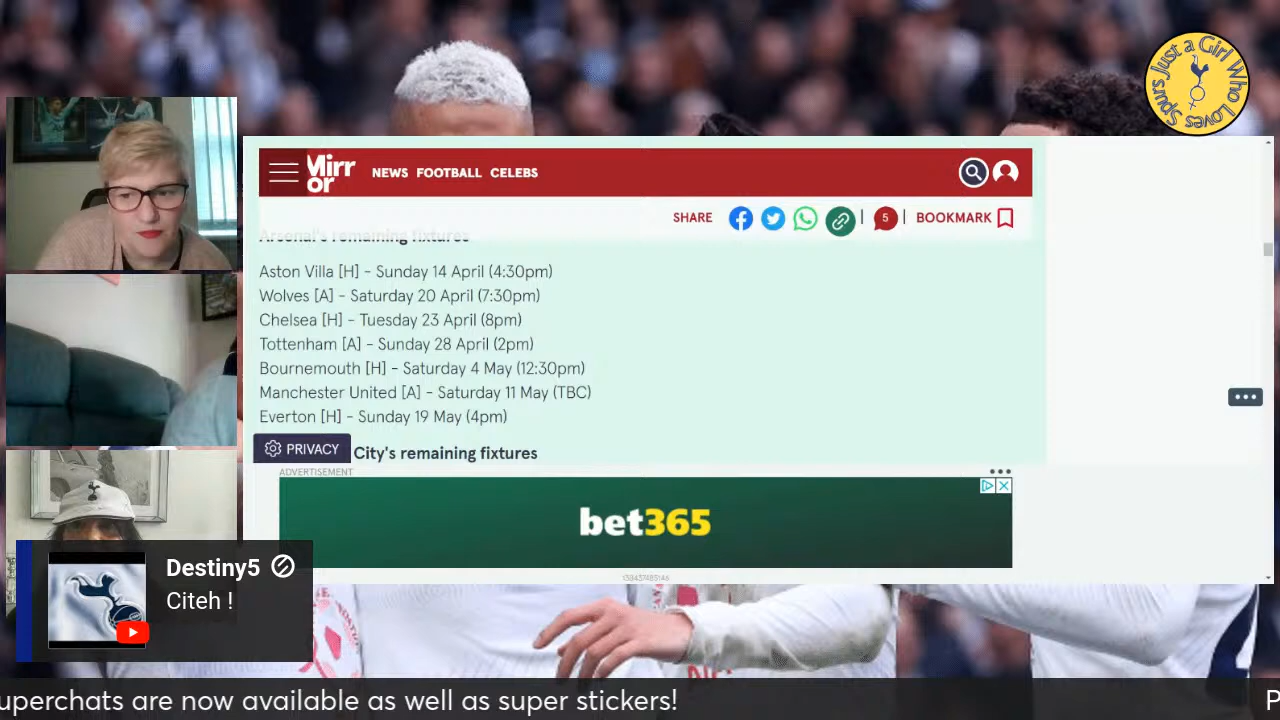 Just a Girl Who Loves Spurs
Mirror
NEWS FOOTBALL CELEBS
SHARE
5
BOOKMARK
Arsenal's remaining fixtures
Aston Villa [H] - Sunday 14 April (4:30pm)
Wolves [A] - Saturday 20 April (7:30pm)
Chelsea [H] - Tuesday 23 April (8pm)
Tottenham [A] - Sunday 28 April (2pm)
Bournemouth [H] - Saturday 4 May (12:30pm)
Manchester United [A] - Saturday 11 May (TBC)
Everton [H] - Sunday 19 May (4pm)
PRIVACY
City's remaining fixtures
ADVERTISEMENT
bet365
Destiny5
Citeh !
uperchats are now available as well as super stickers!
P